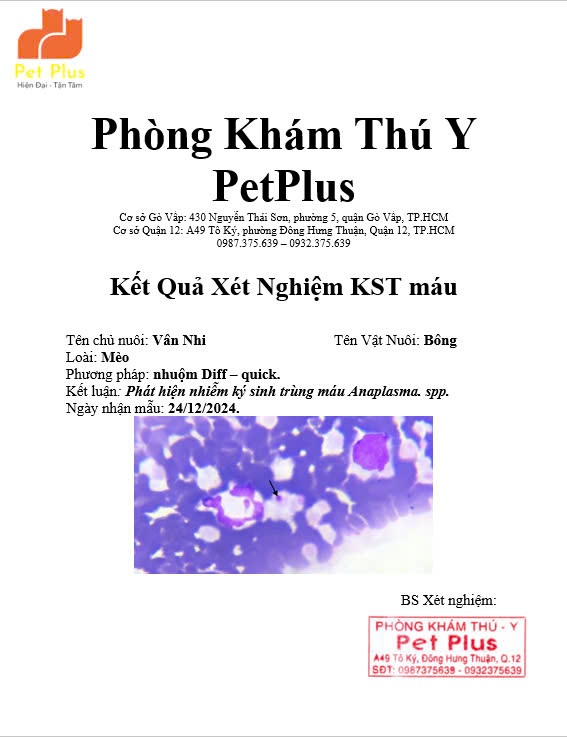 Pet Plus
Hiện Đại - Tận Tâm
Phòng Khám Thú Y
PetPlus
Cơ sở Gò Vấp: 430 Nguyễn Thái Sơn, phường 5, quận Gò Vấp, TP.HCM
Cơ sở Quận 12: A49 Tô Ký, phường Đông Hưng Thuận, Quận 12, TP.HCM
0987.375.639 – 0932.375.639
Kết Quả Xét Nghiệm KST máu
Tên chủ nuôi: Vân Nhi Tên Vật Nuôi: Bông
Loài: Mèo
Phương pháp: nhuộm Diff – quick.
Kết luận: Phát hiện nhiễm ký sinh trùng máu Anaplasma. spp.
Ngày nhận mẫu: 24/12/2024.
BS Xét nghiệm:
PHÒNG KHÁM THÚ - Y
Pet Plus
A49 Tô Ký, Đông Hưng Thuận, Q.12
SĐT: 0987375639 - 0932375639